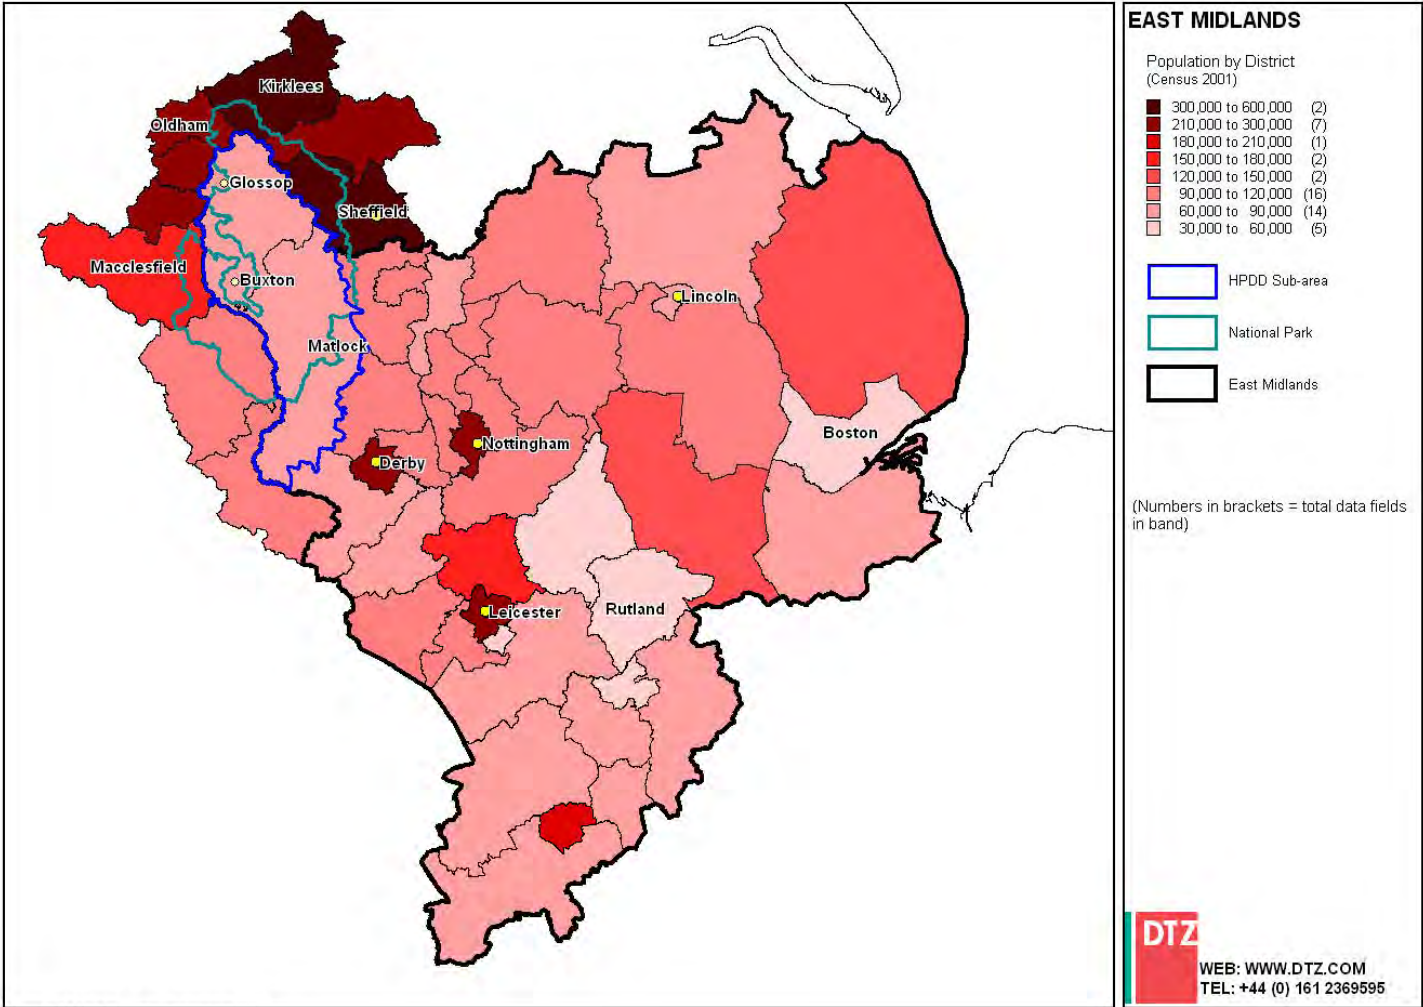 Kirklees
Oldham
Glossop
Sheffield
Macclesfield
Buxton
Lincoln
Matlock
Boston
Nottingham
Derby
Leicester
Rutland
EAST MIDLANDS
Population by District
(Census 2001)
300,000 to 600,000 (2)
210,000 to 300,000 (7)
180,000 to 210,000 (1)
150,000 to 180,000 (2)
120,000 to 150,000 (2)
90,000 to 120,000 (16)
60,000 to 90,000 (14)
30,000 to 60,000 (5)
HPDD Sub-area
National Park
East Midlands
(Numbers in brackets = total data fields
in band)
DTZ
WEB: WWW.DTZ.COM
TEL: +44 (0) 161 2369595